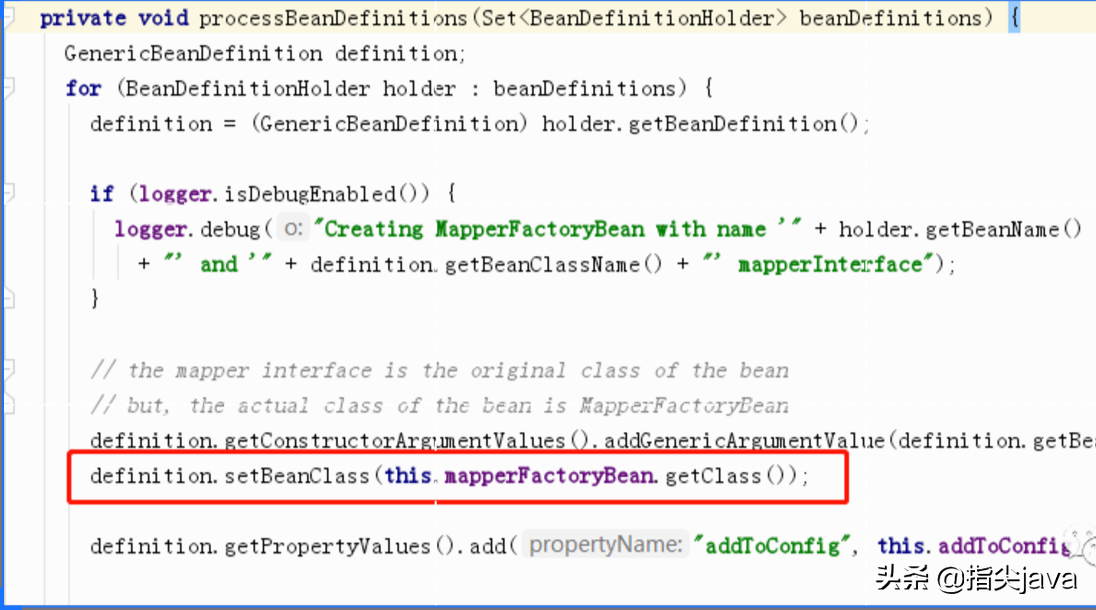 private void processBeanDefinitions(Set<BeanDefinitionHolder> beanDefinitions) {
GenericBeanDefinition definition;
for (BeanDefinitionHolder holder : beanDefinitions) {
definition = (GenericBeanDefinition) holder.getBeanDefinition();
if (logger.isDebugEnabled()) {
logger.debug( o: "Creating MapperFactoryBean with name '" + holder.getBeanName()
+ "' and '" + definition.getBeanClassName() + "' mapperInterface");
}
// the mapper interface is the original class of the bean
// but, the actual class of the bean is MapperFactoryBean
definition.getConstructorArgumentValues().addGenericArgumentValue(definition.getBea
definition.setBeanClass(this.mapperFactoryBean.getClass());
definition.getPropertyValues().add( propertyName: "addToConfig", this.addToConfig
头条 @指尖java